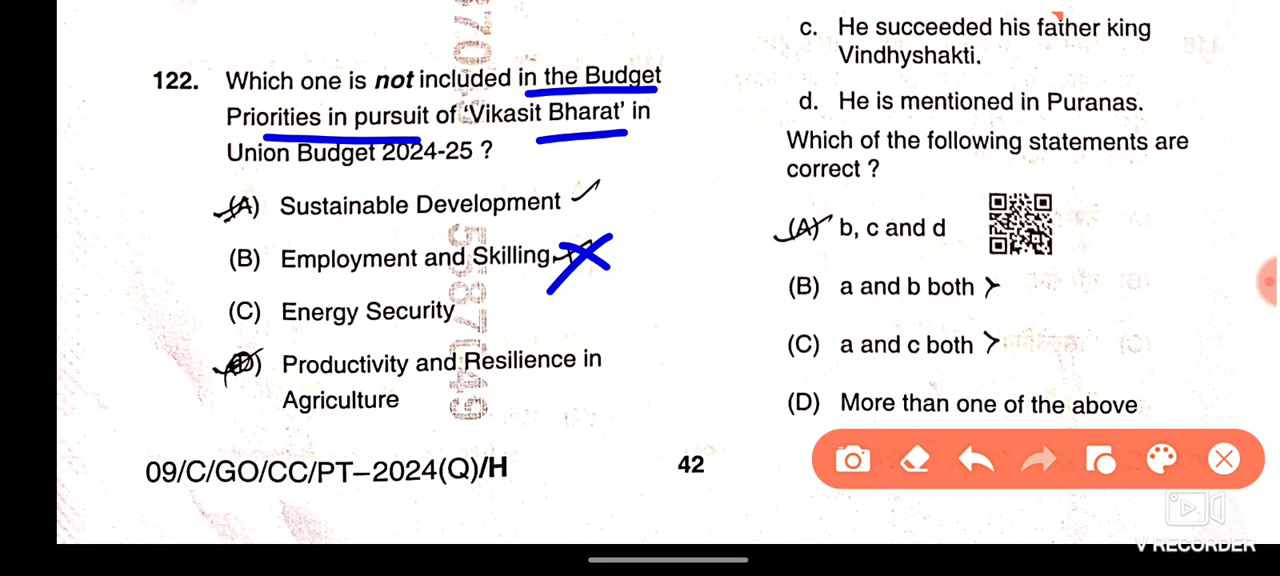 122. Which one is not included in the Budget
Priorities in pursuit of ‘Vikasit Bharat’ in
Union Budget 2024-25 ?
(A) Sustainable Development
(B) Employment and Skilling
(C) Energy Security
(D) Productivity and Resilience in
Agriculture
09/C/GO/CC/PT–2024(Q)/H
42
c. He succeeded his father king
Vindhyshakti.
d. He is mentioned in Puranas.
Which of the following statements are
correct ?
(A) b, c and d
(B) a and b both
(C) a and c both
(D) More than one of the above
V RECORDER